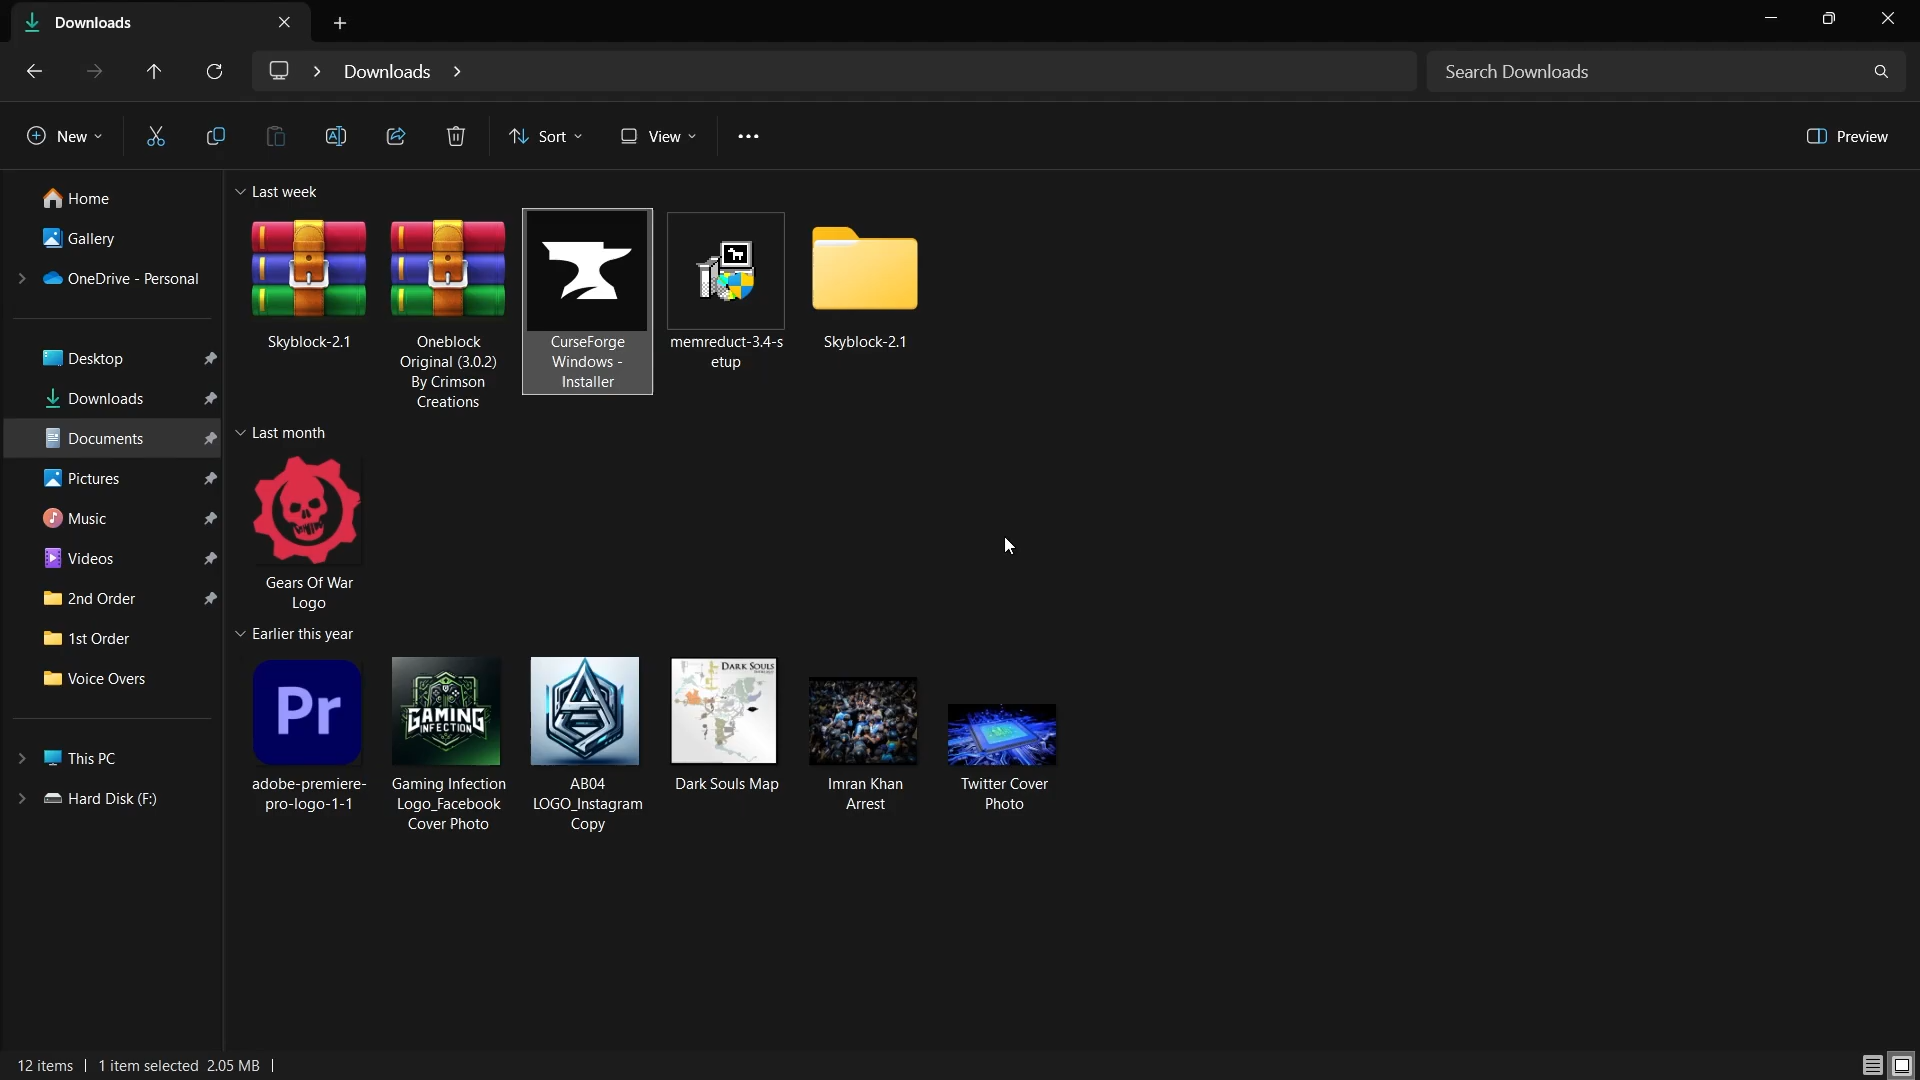 Downloads
Downloads
Search Downloads
New
Sort
View
Preview
Home
Gallery
OneDrive - Personal
Desktop
Downloads
Documents
Pictures
Music
Videos
2nd Order
1st Order
Voice Overs
This PC
Hard Disk (F:)
Last week
Skyblock-2.1
Oneblock
Original (3.0.2)
By Crimson
Creations
CurseForge
Windows -
Installer
memreduct-3.4-s
etup
Skyblock-2.1
Last month
Gears Of War
Logo
Earlier this year
Pr
adobe-premiere-
pro-logo-1-1
GAMING
INFECTION
Gaming Infection
Logo_Facebook
Cover Photo
AB04
LOGO_Instagram
Copy
DARK SOULS
Dark Souls Map
Imran Khan
Arrest
Twitter Cover
Photo
12 items
1 item selected 2.05 MB